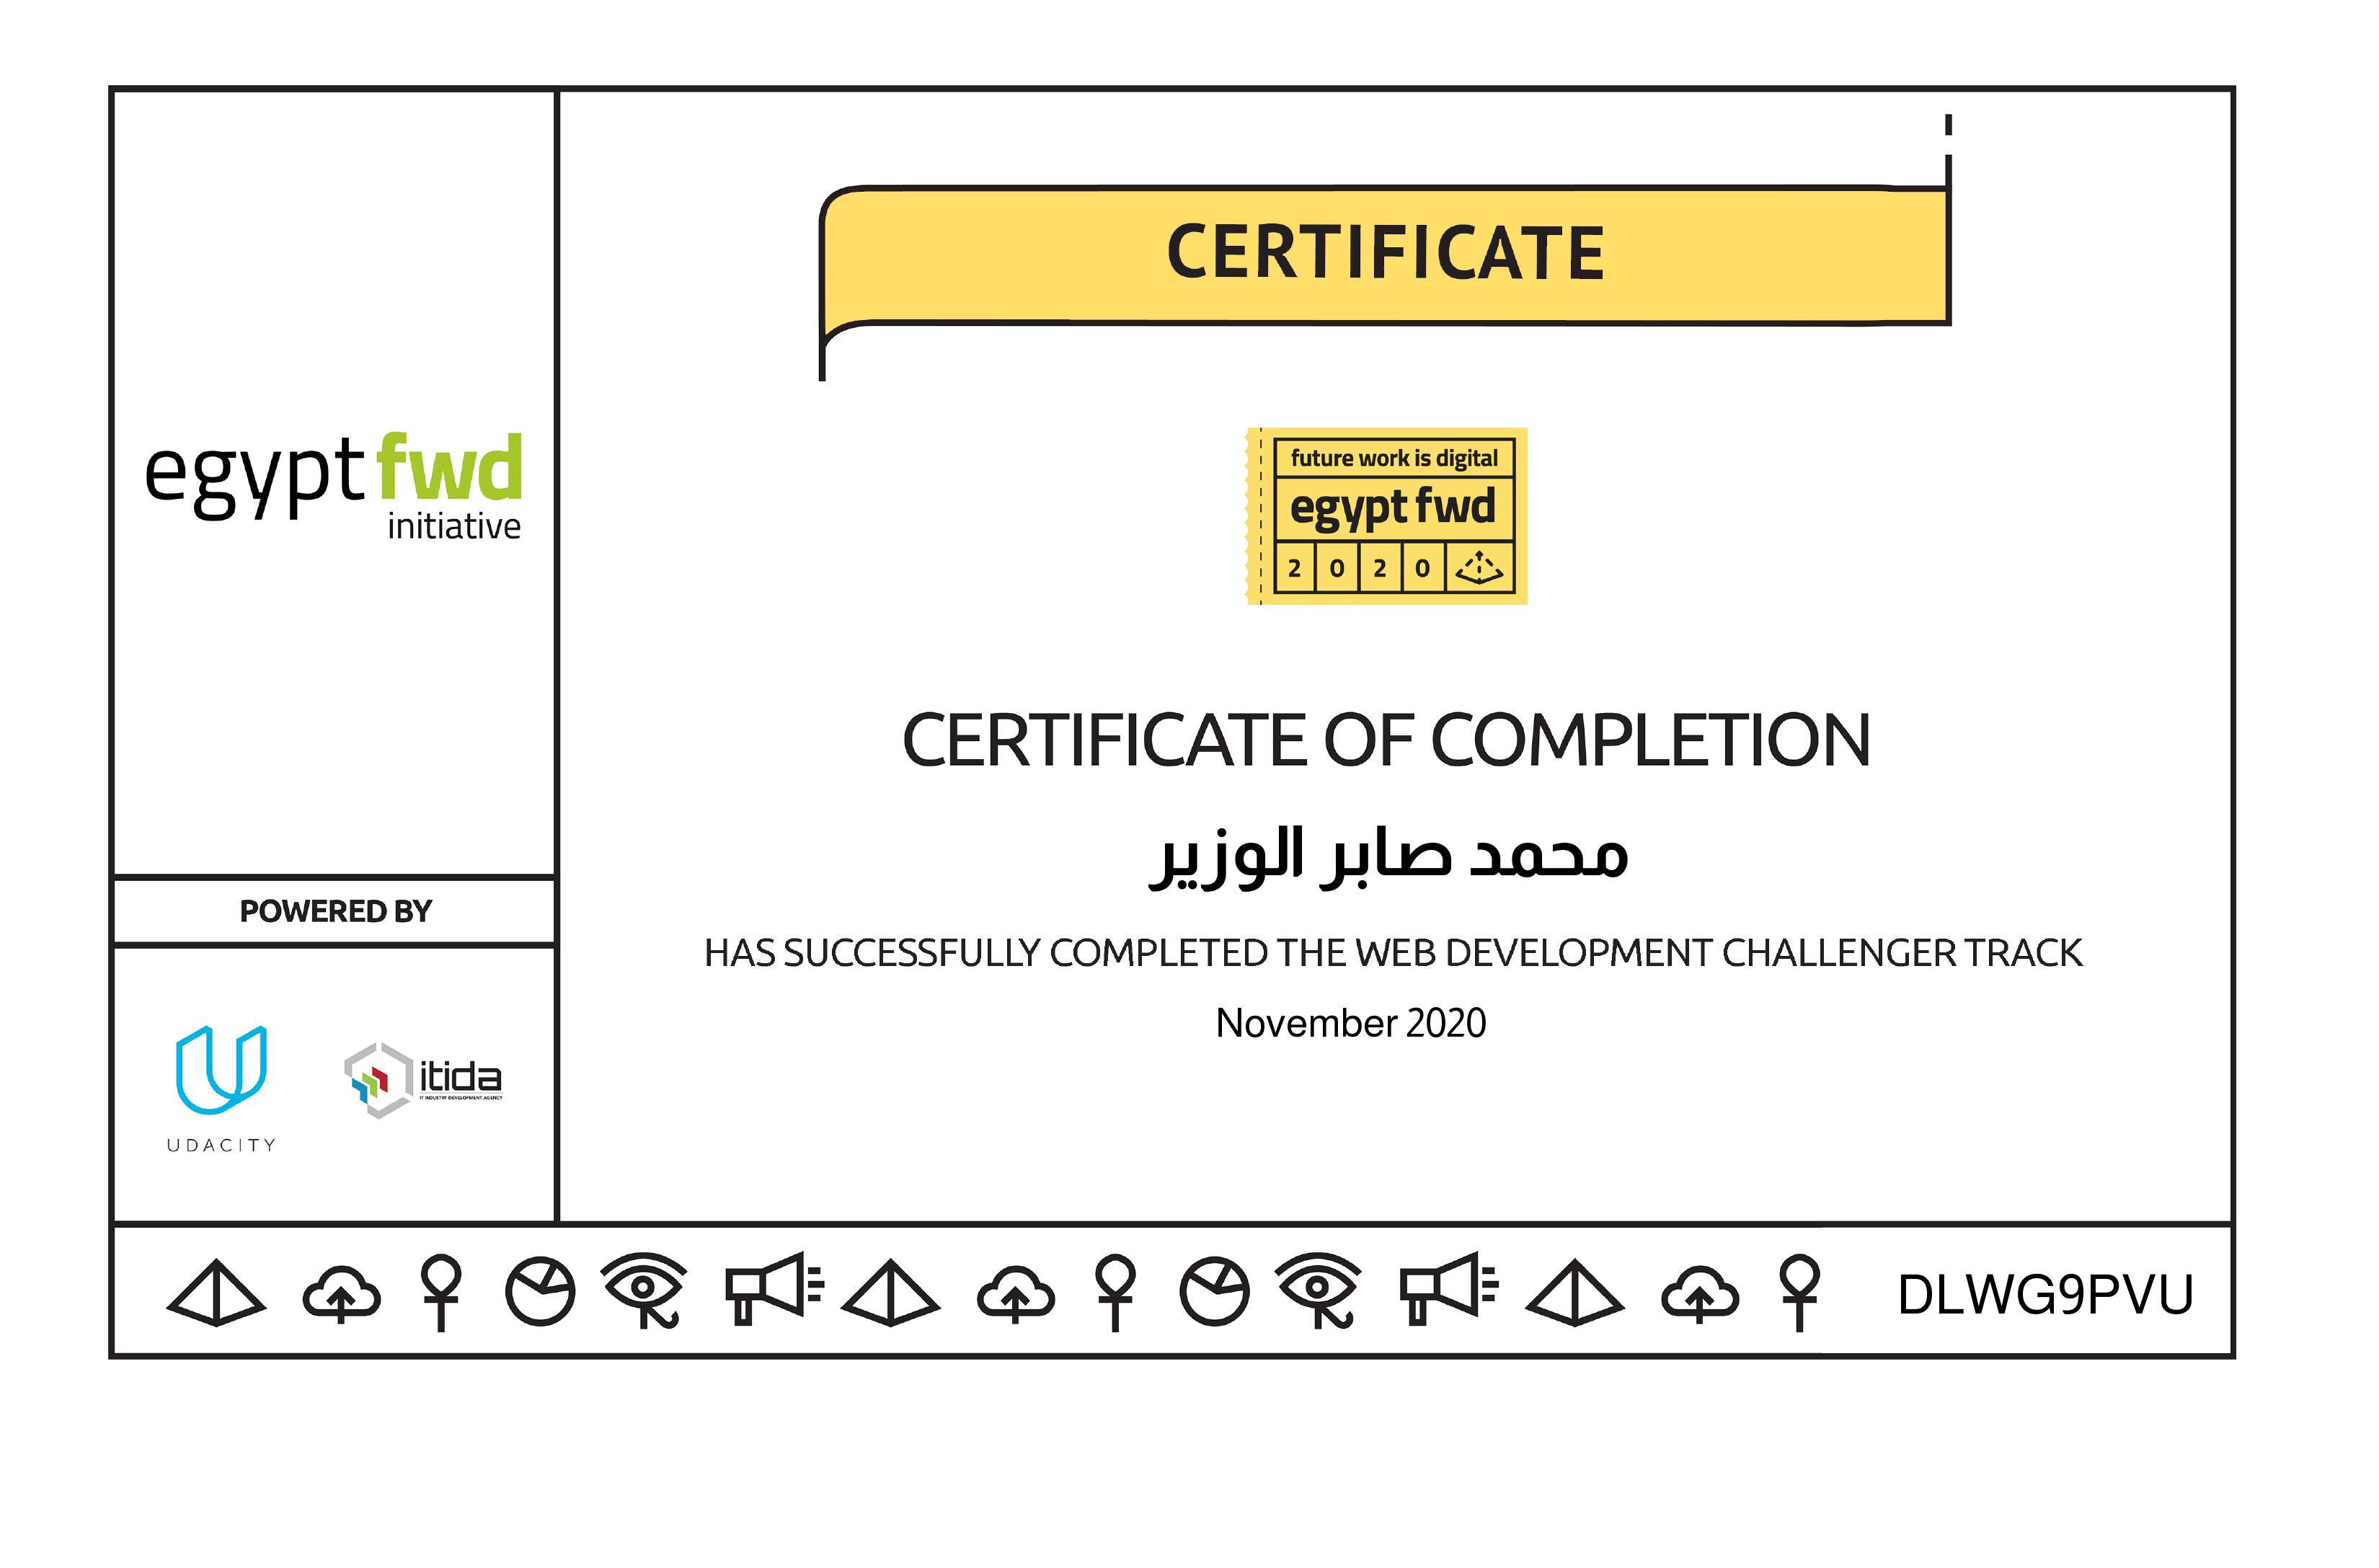 egypt fwd
initiative
POWERED BY
UDACITY
itida
IT INDUSTRY DEVELOPMENT AGENCY
CERTIFICATE
future work is digital
egypt fwd
2 0 2 0
CERTIFICATE OF COMPLETION
محمد صابر الوزير
HAS SUCCESSFULLY COMPLETED THE WEB DEVELOPMENT CHALLENGER TRACK
November 2020
DLWG9PVU